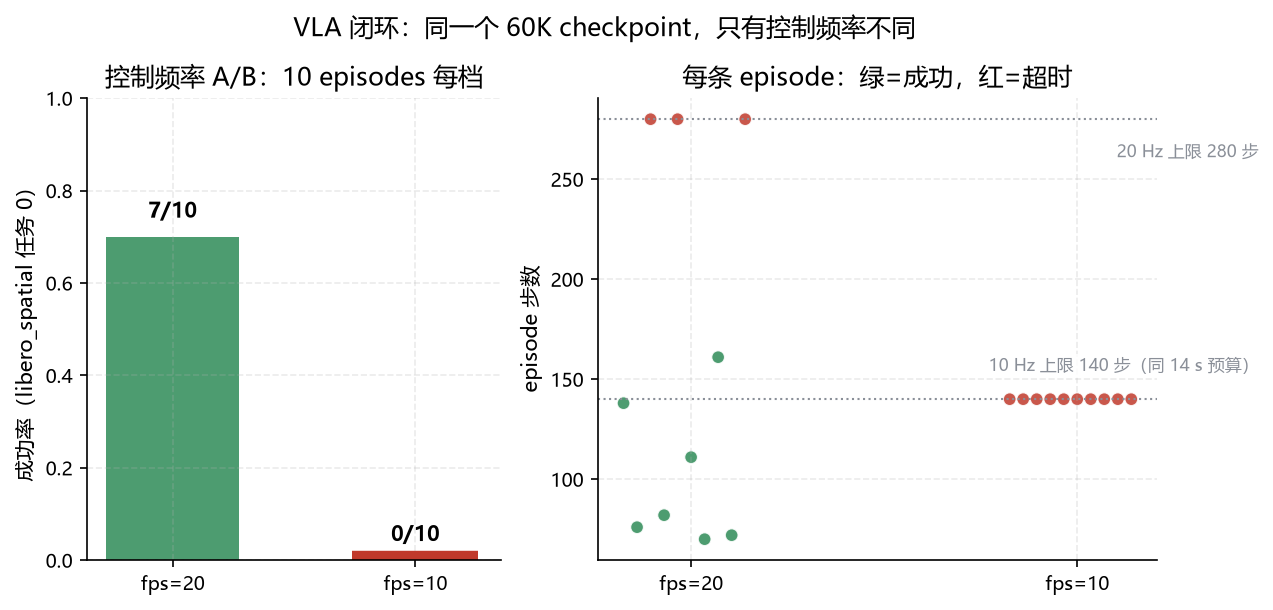 VLA 闭环：同一个 60K checkpoint，只有控制频率不同
控制频率 A/B：10 episodes 每档
成功率（libero_spatial 任务 0）
1.0
0.8
0.6
0.4
0.2
0.0
7/10
0/10
fps=20
fps=10
每条 episode：绿=成功，红=超时
episode 步数
250
200
150
100
20 Hz 上限 280 步
10 Hz 上限 140 步（同 14 s 预算）
fps=20
fps=10